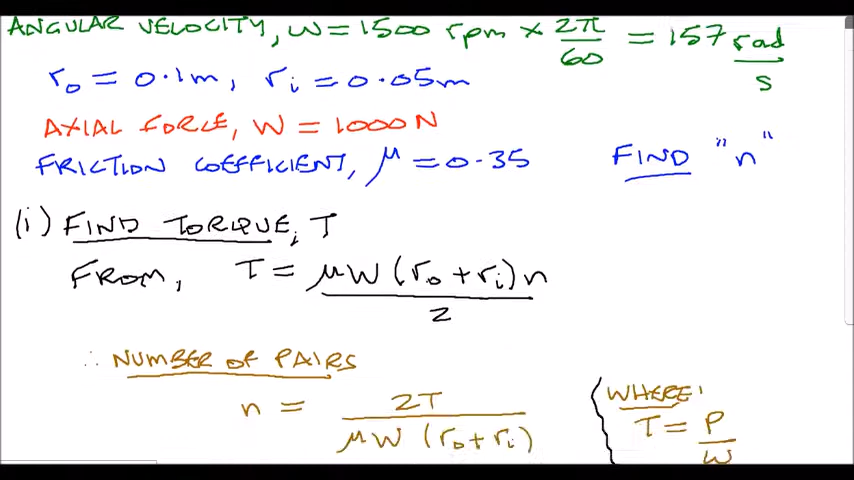 ANGULAR VELOCITY, ω = 1500 rpm × 2π/60 = 157 rad/s
r₀ = 0.1m, rᵢ = 0.05m
AXIAL FORCE, W = 1000N
FRICTION COEFFICIENT, μ = 0.35 FIND "n"
(i) FIND TORQUE, T
FROM, T = μW(r₀ + rᵢ)n / 2
∴ NUMBER OF PAIRS
n = 2T / μW(r₀ + rᵢ)
WHERE:
T = P/ω